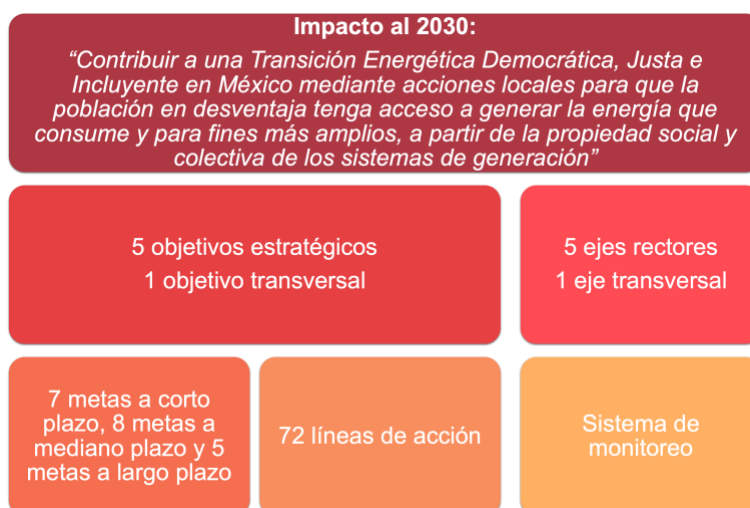 Impacto al 2030:
“Contribuir a una Transición Energética Democrática, Justa e
Incluyente en México mediante acciones locales para que la
población en desventaja tenga acceso a generar la energía que
consume y para fines más amplios, a partir de la propiedad social y
colectiva de los sistemas de generación”
5 objetivos estratégicos
1 objetivo transversal
5 ejes rectores
1 eje transversal
7 metas a corto
plazo, 8 metas a
mediano plazo y 5
metas a largo plazo
72 líneas de acción
Sistema de
monitoreo